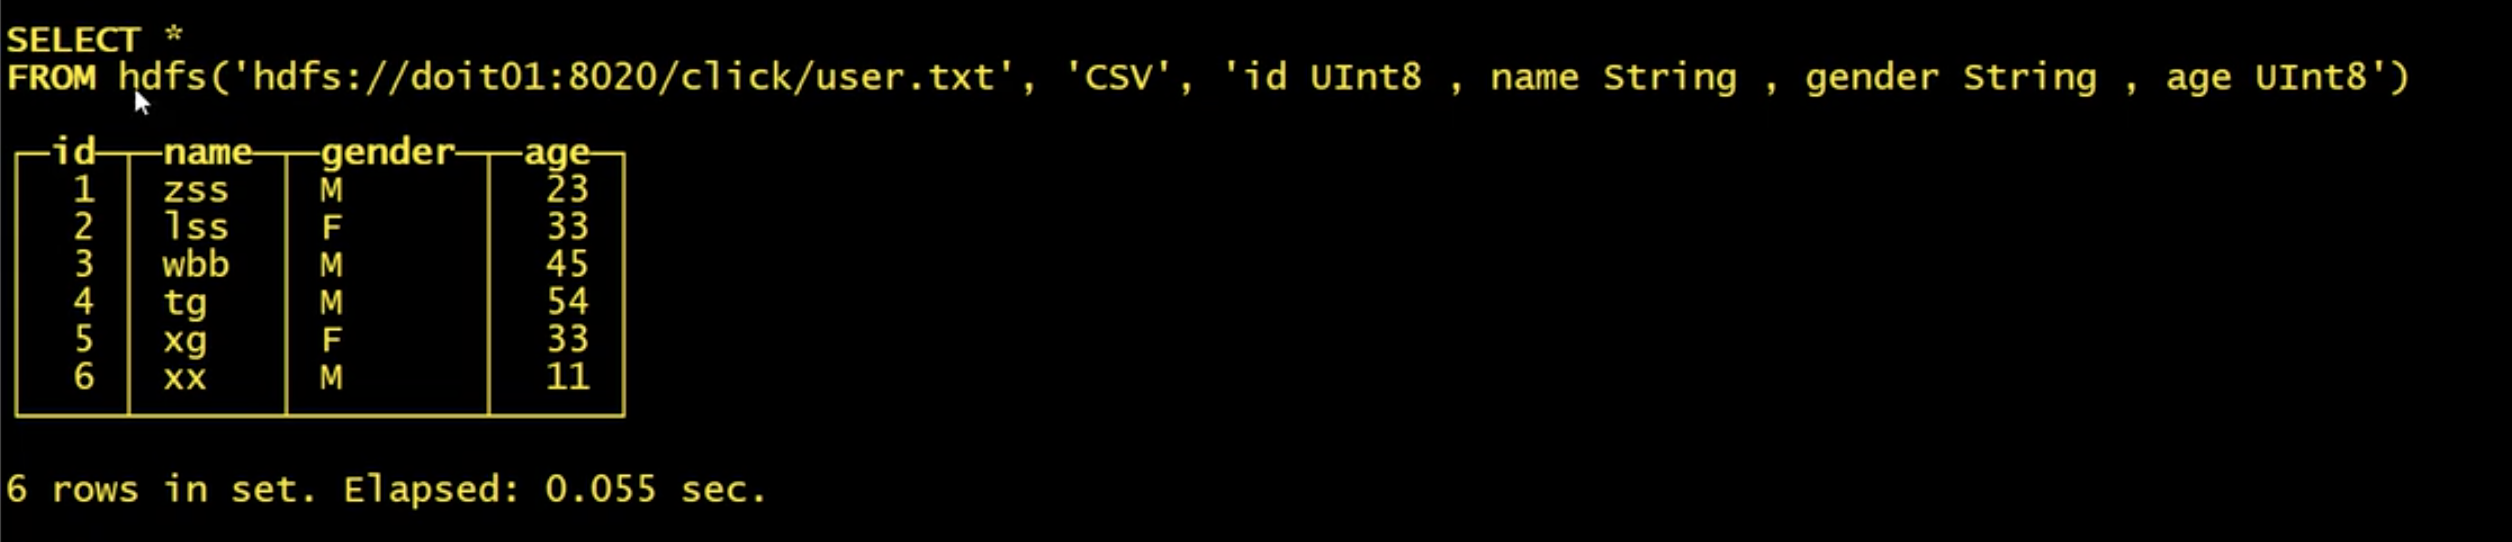 SELECT *
FROM hdfs('hdfs://doit01:8020/click/user.txt', 'CSV', 'id UInt8 , name String , gender String , age UInt8')
id name gender age
1 zss M 23
2 lss F 33
3 wbb M 45
4 tg M 54
5 xg F 33
6 xx M 11
6 rows in set. Elapsed: 0.055 sec.